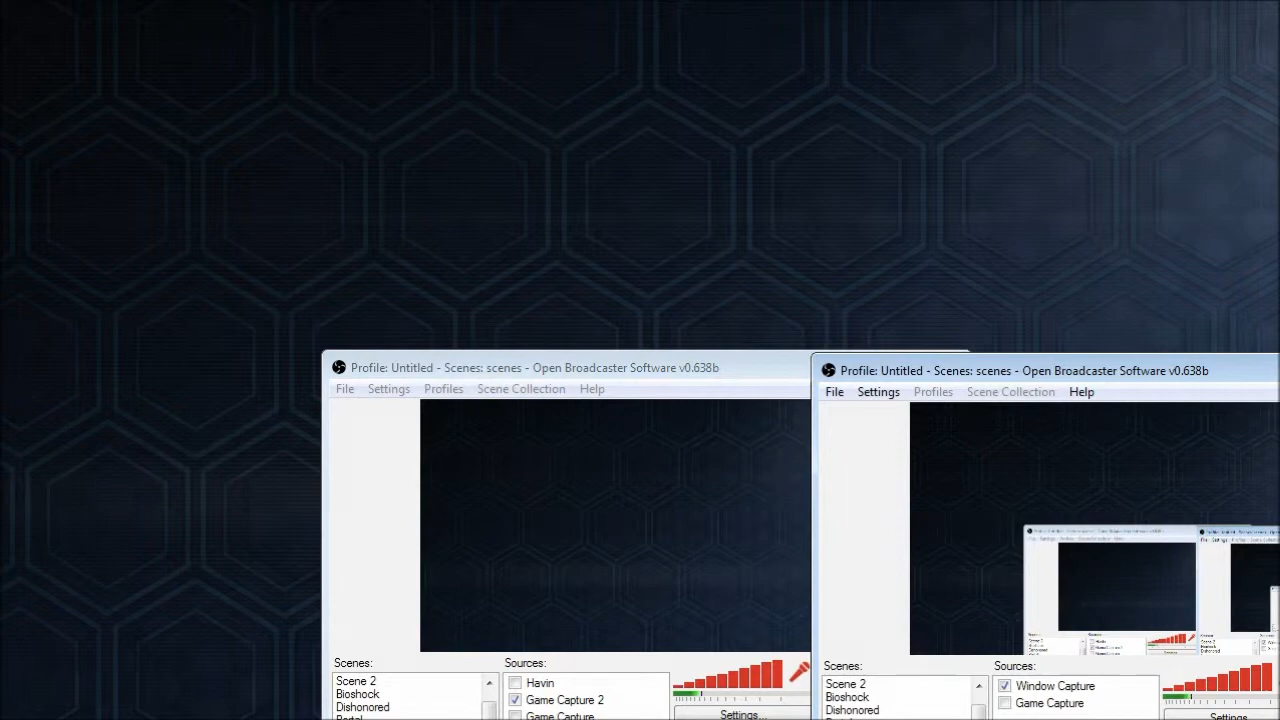 Profile: Untitled - Scenes: scenes - Open Broadcaster Software v0.638b
File Settings Profiles Scene Collection Help
Scenes:
Scene 2
Bioshock
Dishonored
Sources:
Havin
Game Capture 2
Game Capture
Settings...
Profile: Untitled - Scenes: scenes - Open Broadcaster Software v0.638b
File Settings Profiles Scene Collection Help
Scenes:
Scene 2
Bioshock
Dishonored
Sources:
Window Capture
Game Capture
Settings